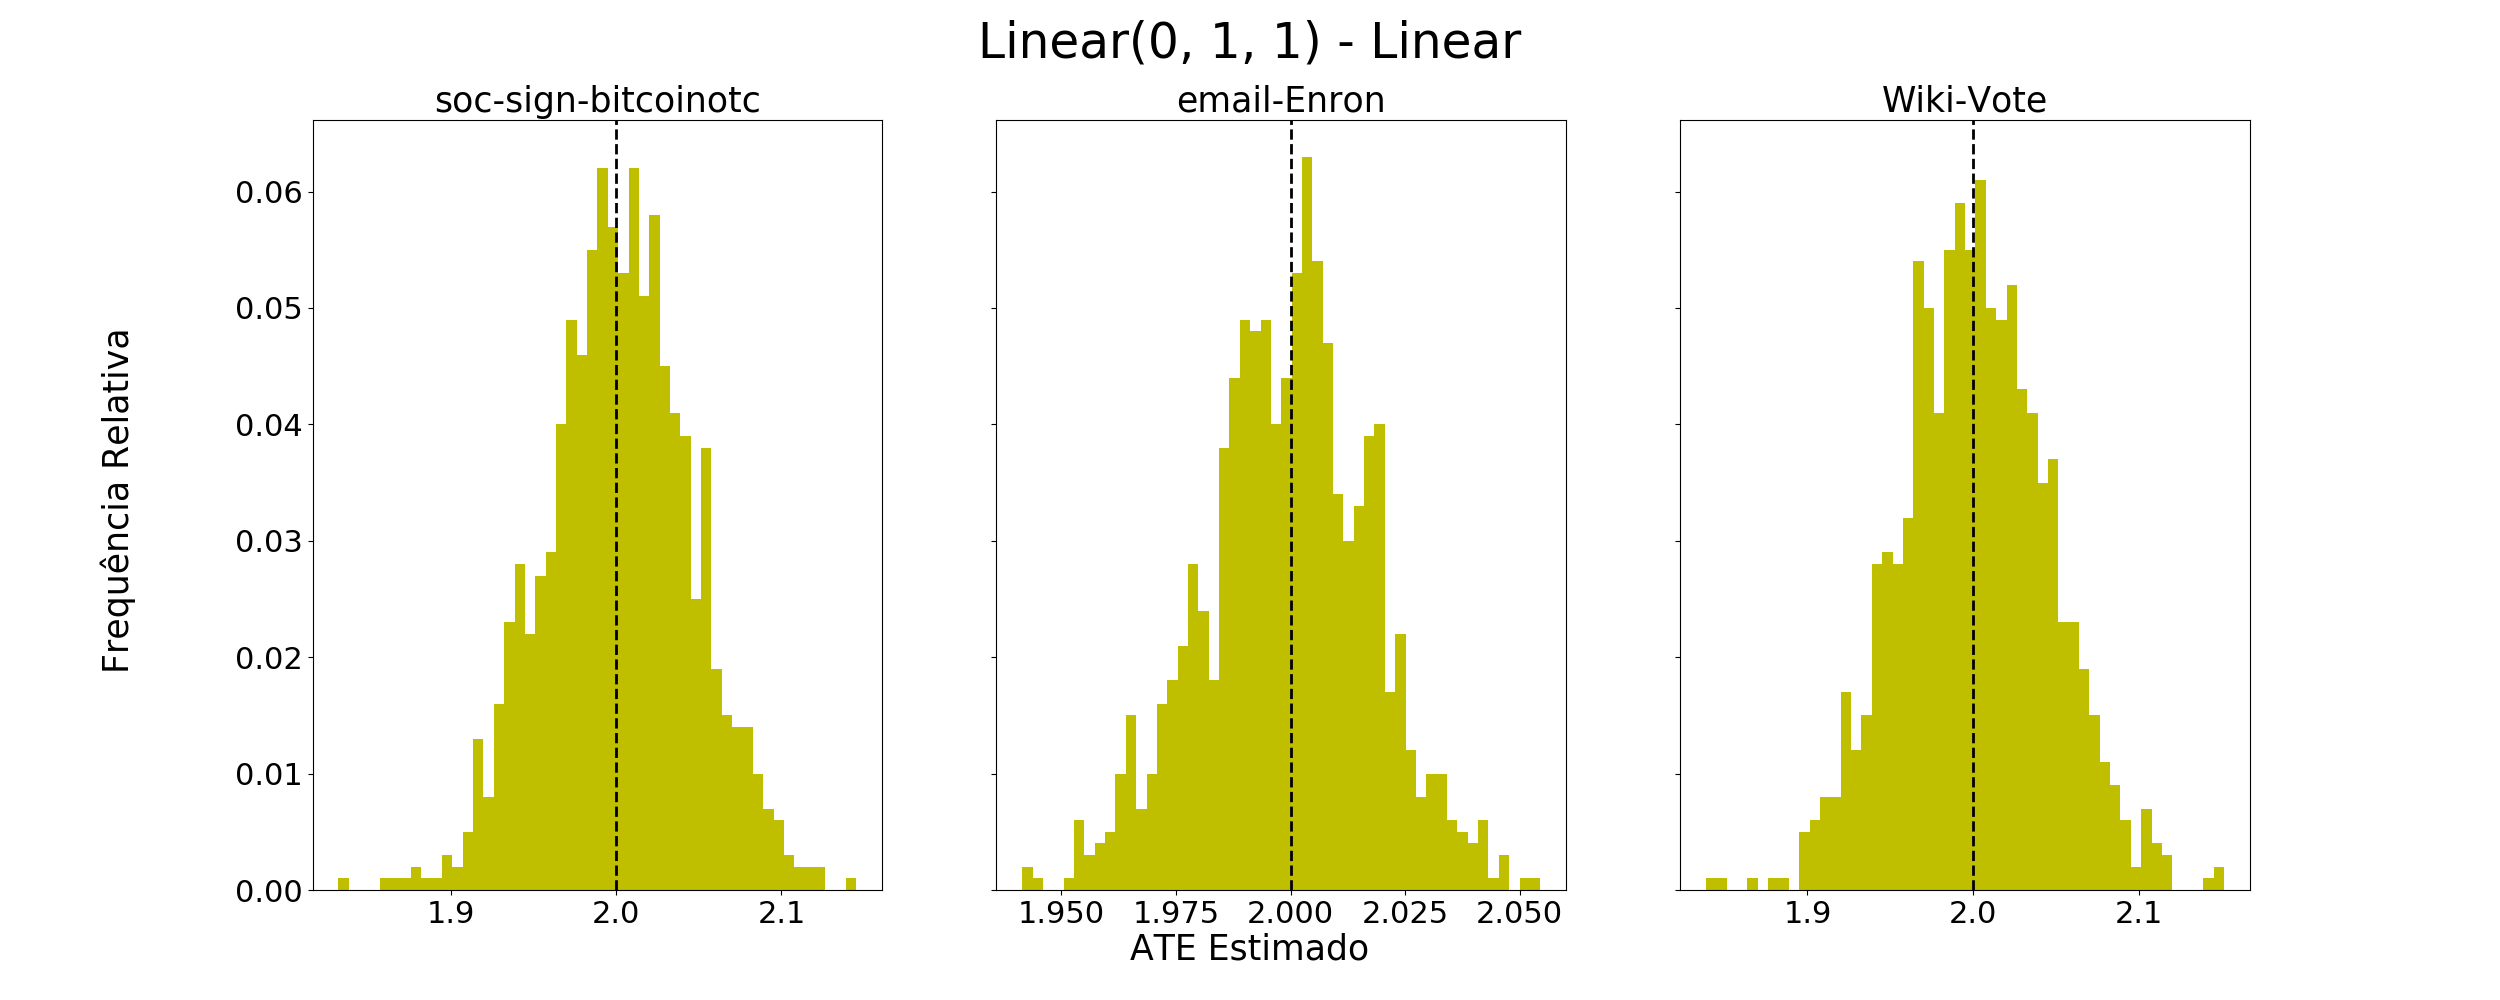 Linear(0, 1, 1) - Linear
soc-sign-bitcoinotc
email-Enron
Wiki-Vote
Frequência Relativa
0.06
0.05
0.04
0.03
0.02
0.01
0.00
1.9 2.0 2.1
1.950 1.975 2.000 2.025 2.050
1.9 2.0 2.1
ATE Estimado